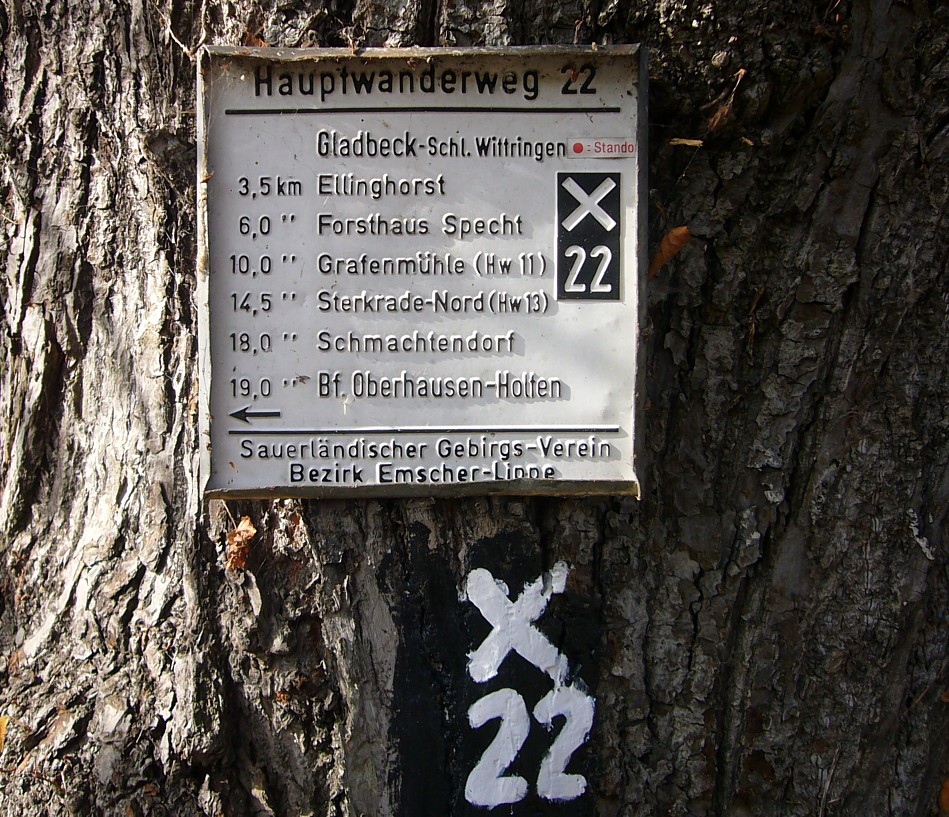 Hauptwanderweg 22
Gladbeck-Schl. Wittringen ● = Stando
3,5 km Ellinghorst
6,0 '' Forsthaus Specht
10,0 '' Grafenmühle (Hw 11)
14,5 '' Sterkrade-Nord (Hw 13)
18,0 '' Schmachtendorf
19,0 '' Bf. Oberhausen-Holten
X
22
Sauerländischer Gebirgs-Verein
Bezirk Emscher-Lippe
X
22